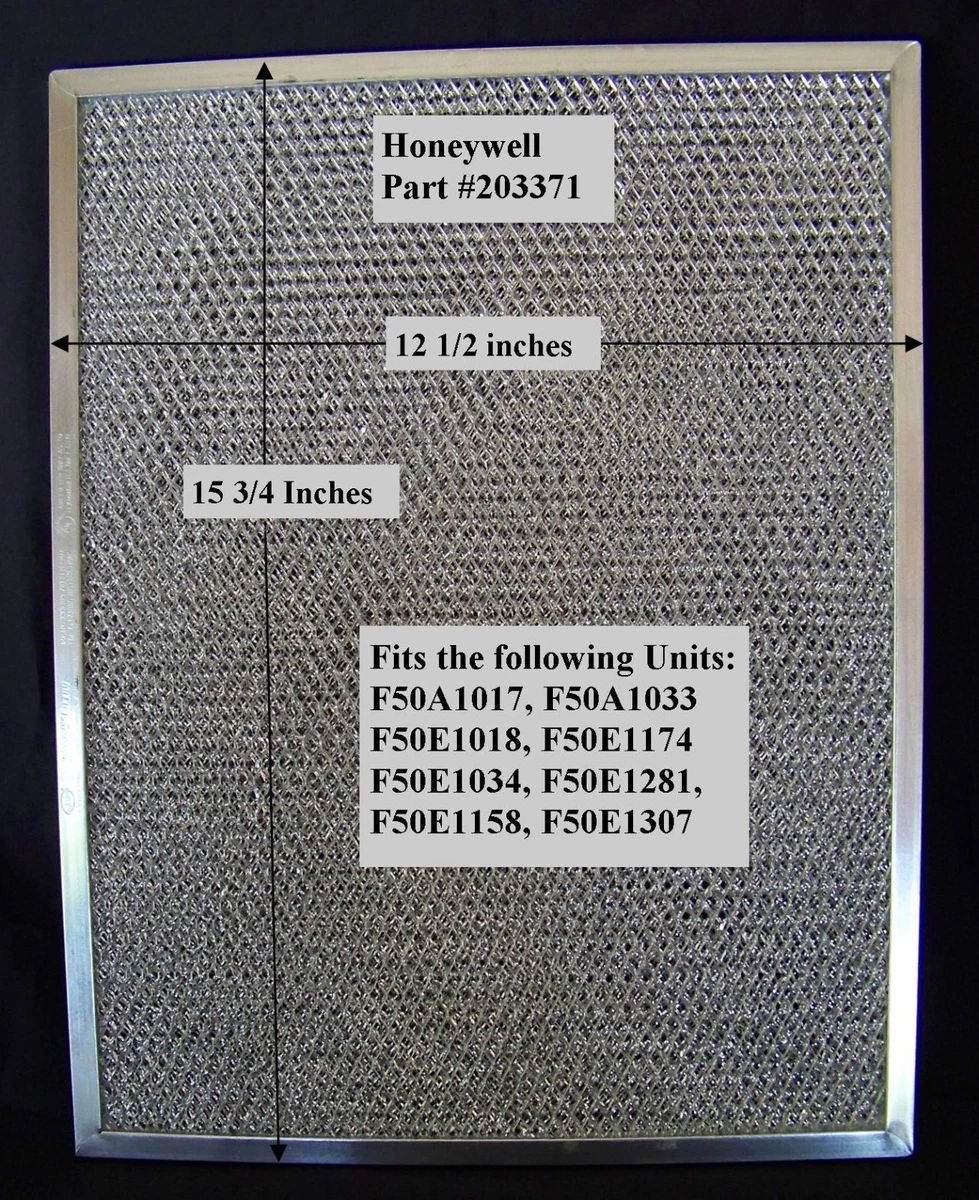 Honeywell
Part #203371
12 1/2 inches
15 3/4 Inches
Fits the following Units:
F50A1017, F50A1033
F50E1018, F50E1174
F50E1034, F50E1281,
F50E1158, F50E1307